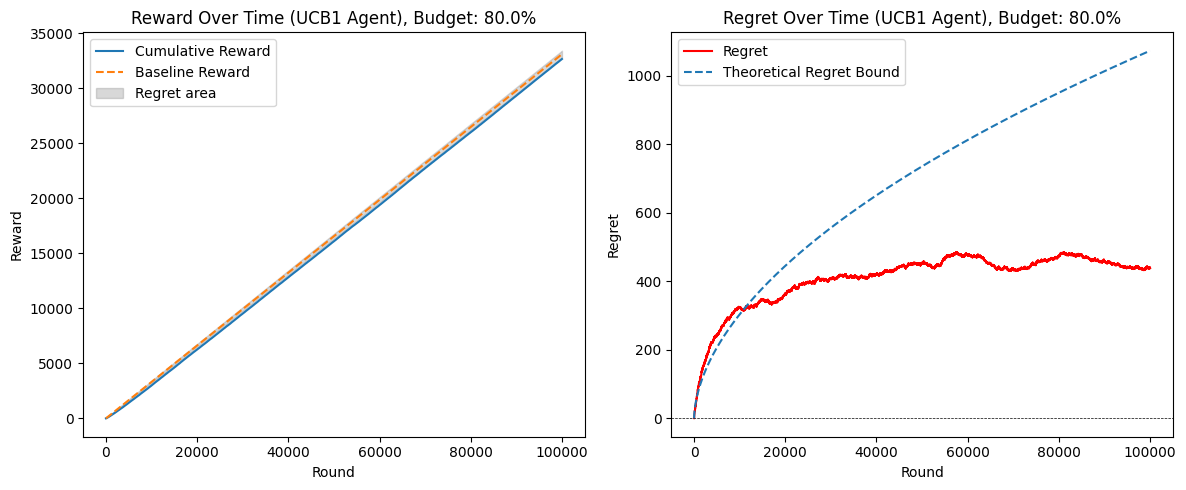 Reward Over Time (UCB1 Agent), Budget: 80.0%
35000
30000
25000
20000
15000
10000
5000
0
Reward
Cumulative Reward
Baseline Reward
Regret area
0 20000 40000 60000 80000 100000
Round
Regret Over Time (UCB1 Agent), Budget: 80.0%
1000
800
600
400
200
0
Regret
Regret
Theoretical Regret Bound
0 20000 40000 60000 80000 100000
Round